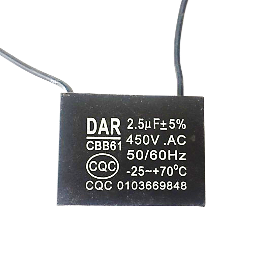 DAR 2.5µF±5%
CBB61 450V.AC
50/60Hz
CQC -25~+70°C
CQC 0103669848